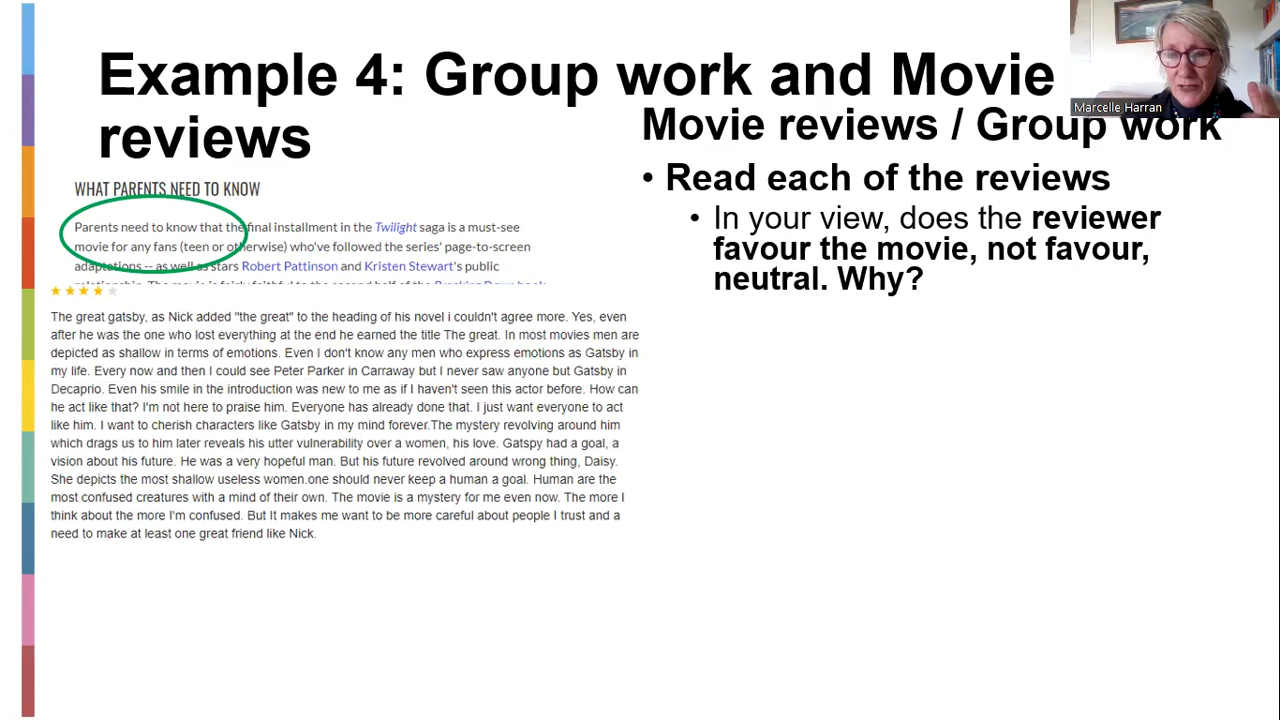 Example 4: Group work and Movie
reviews
Marcelle Harran
Movie reviews / Group work
• Read each of the reviews
• In your view, does the reviewer
favour the movie, not favour,
neutral. Why?
WHAT PARENTS NEED TO KNOW
Parents need to know that the final installment in the Twilight saga is a must-see
movie for any fans (teen or otherwise) who've followed the series' page-to-screen
adaptations -- as well as stars Robert Pattinson and Kristen Stewart's public
relationship. The movie is fairly faithful to the second half of the Breaking Dawn book
The great gatsby, as Nick added "the great" to the heading of his novel i couldn't agree more. Yes, even
after he was the one who lost everything at the end he earned the title The great. In most movies men are
depicted as shallow in terms of emotions. Even I don't know any men who express emotions as Gatsby in
my life. Every now and then I could see Peter Parker in Carraway but I never saw anyone but Gatsby in
Decaprio. Even his smile in the introduction was new to me as if I haven't seen this actor before. How can
he act like that? I'm not here to praise him. Everyone has already done that. I just want everyone to act
like him. I want to cherish characters like Gatsby in my mind forever.The mystery revolving around him
which drags us to him later reveals his utter vulnerability over a women, his love. Gatspy had a goal, a
vision about his future. He was a very hopeful man. But his future revolved around wrong thing, Daisy.
She depicts the most shallow useless women.one should never keep a human a goal. Human are the
most confused creatures with a mind of their own. The movie is a mystery for me even now. The more I
think about the more I'm confused. But It makes me want to be more careful about people I trust and a
need to make at least one great friend like Nick.